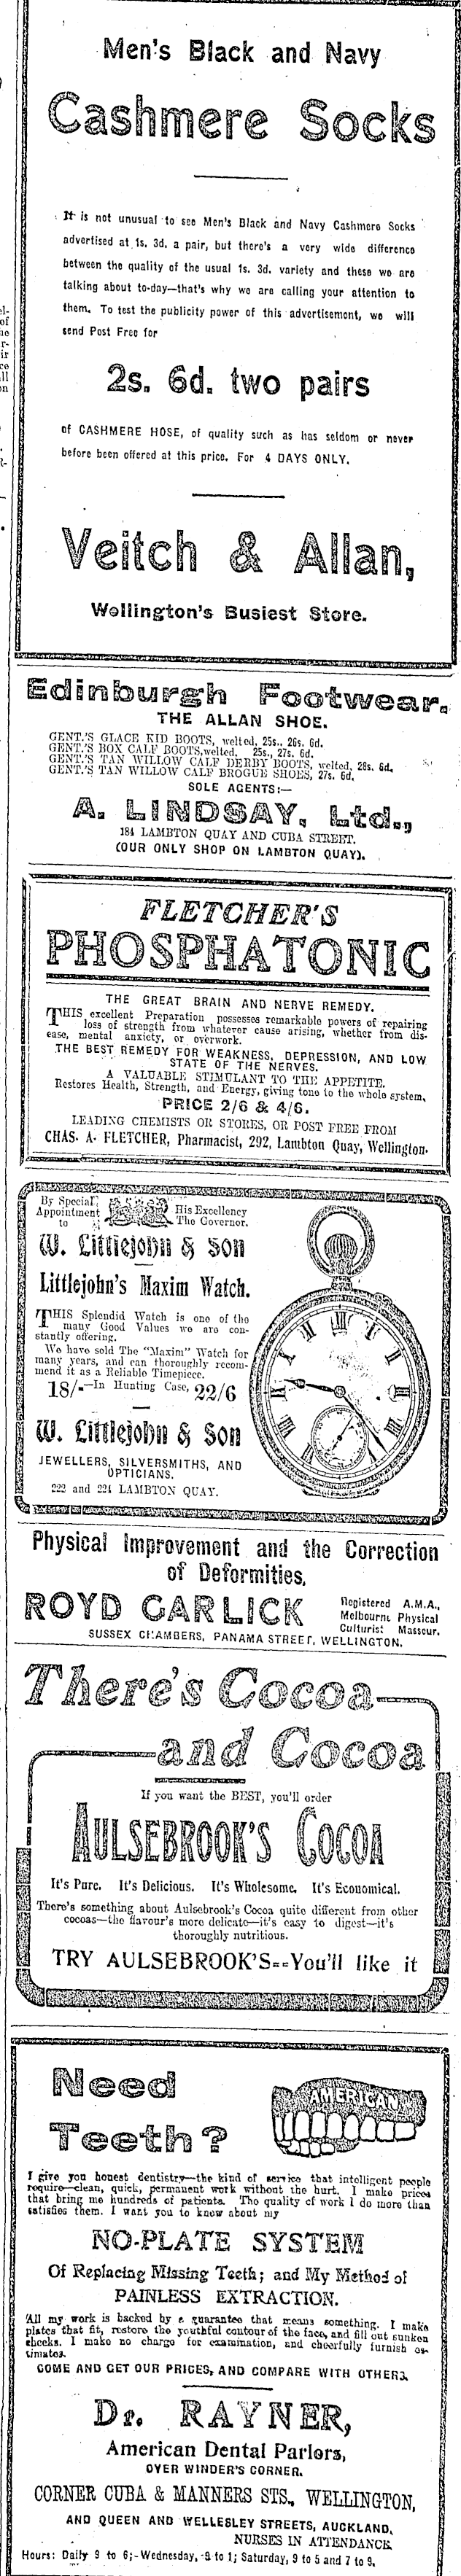 Men's Black and Navy
Cashmere Socks
It is not unusual to see Men's Black and Navy Cashmere Socks
advertised at 1s. 3d. a pair, but there's a very wide difference
between the quality of the usual 1s. 3d. variety and these we are
talking about to-day—that's why we are calling your attention to
them. To test the publicity power of this advertisement, we will
send Post Free for
2s. 6d. two pairs
of CASHMERE HOSE, of quality such as has seldom or never
before been offered at this price. For 4 DAYS ONLY.
Veitch & Allan,
Wellington's Busiest Store.
Edinburgh Footwear.
THE ALLAN SHOE.
GENT.'S GLACE KID BOOTS, welted, 25s., 26s. 6d.
GENT.'S BOX CALF BOOTS, welted, 25s., 27s. 6d.
GENT.'S TAN WILLOW CALF DERBY BOOTS, welted, 28s. 6d.
GENT.'S TAN WILLOW CALF BROGUE SHOES, 27s. 6d.
SOLE AGENTS:—
A. LINDSAY, Ltd.,
184 LAMBTON QUAY AND CUBA STREET.
(OUR ONLY SHOP ON LAMBTON QUAY).
FLETCHER'S
PHOSPHATONIC
THE GREAT BRAIN AND NERVE REMEDY.
THIS excellent Preparation possesses remarkable powers of repairing
loss of strength from whatever cause arising, whether from dis-
ease, mental anxiety, or overwork.
THE BEST REMEDY FOR WEAKNESS, DEPRESSION, AND LOW
STATE OF THE NERVES.
A VALUABLE STIMULANT TO THE APPETITE.
Restores Health, Strength, and Energy, giving tone to the whole system.
PRICE 2/6 & 4/6.
LEADING CHEMISTS OR STORES, OR POST FREE FROM
CHAS. A. FLETCHER, Pharmacist, 292, Lambton Quay, Wellington.
By Special
Appointment
to
His Excellency
The Governor.
W. Littlejohn & Son
Littlejohn's Maxim Watch.
THIS Splendid Watch is one of the
many Good Values we are con-
stantly offering.
We have sold The "Maxim" Watch for
many years, and can thoroughly recom-
mend it as a Reliable Timepiece.
18/-—In Hunting Case, 22/6
W. Littlejohn & Son
JEWELLERS, SILVERSMITHS, AND
OPTICIANS.
222 and 224 LAMBTON QUAY.
Physical Improvement and the Correction
of Deformities.
ROYD GARLICK
Registered A.M.A.,
Melbourne Physical
Culturist Masseur.
SUSSEX CHAMBERS, PANAMA STREET, WELLINGTON.
There's Cocoa
and Cocoa
If you want the BEST, you'll order
AULSEBROOK'S COCOA
It's Pure. It's Delicious. It's Wholesome. It's Economical.
There's something about Aulsebrook's Cocoa quite different from other
cocoas—the flavour's more delicate—it's easy to digest—it's
thoroughly nutritious.
TRY AULSEBROOK'S--You'll like it
Need
Teeth?
AMERICAN
I give you honest dentistry—the kind of service that intelligent people
require—clean, quick, permanent work without the hurt. I make prices
that bring me hundreds of patients. The quality of work I do more than
satisfies them. I want you to know about my
NO-PLATE SYSTEM
Of Replacing Missing Teeth; and My Method of
PAINLESS EXTRACTION.
All my work is backed by a guarantee that means something. I make
plates that fit, restore the youthful contour of the face, and fill out sunken
cheeks. I make no charge for examination, and cheerfully furnish es-
timates.
COME AND GET OUR PRICES, AND COMPARE WITH OTHERS.
Dr. RAYNER,
American Dental Parlors,
OVER WINDER'S CORNER.
CORNER CUBA & MANNERS STS., WELLINGTON,
AND QUEEN AND WELLESLEY STREETS, AUCKLAND.
NURSES IN ATTENDANCE.
Hours: Daily 9 to 6; Wednesday, 9 to 1; Saturday, 9 to 5 and 7 to 9.